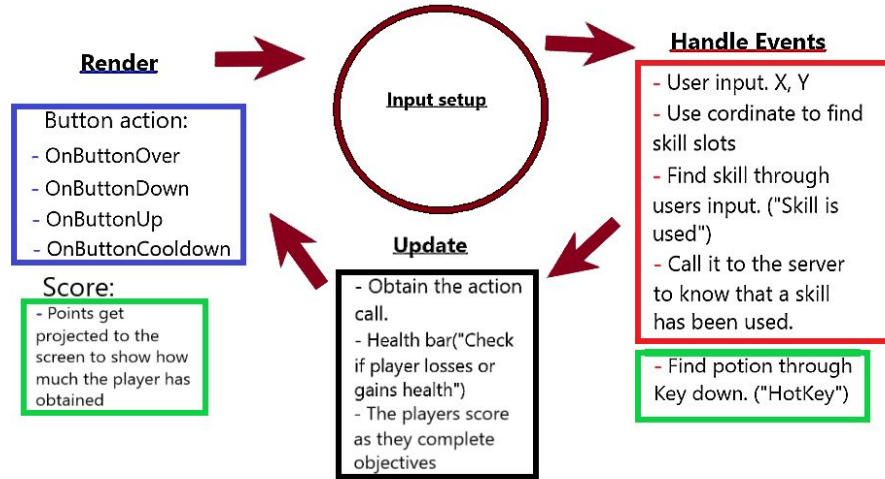 Render
Button action:
- OnButtonOver
- OnButtonDown
- OnButtonUp
- OnButtonCooldown
Score:
- Points get
projected to the
screen to show how
much the player has
obtained
Input setup
Update
- Obtain the action
call.
- Health bar("Check
if player losses or
gains health")
- The players score
as they complete
objectives
Handle Events
- User input. X, Y
- Use cordinate to find
skill slots
- Find skill through
users input. ("Skill is
used")
- Call it to the server
to know that a skill
has been used.
- Find potion through
Key down. ("HotKey")